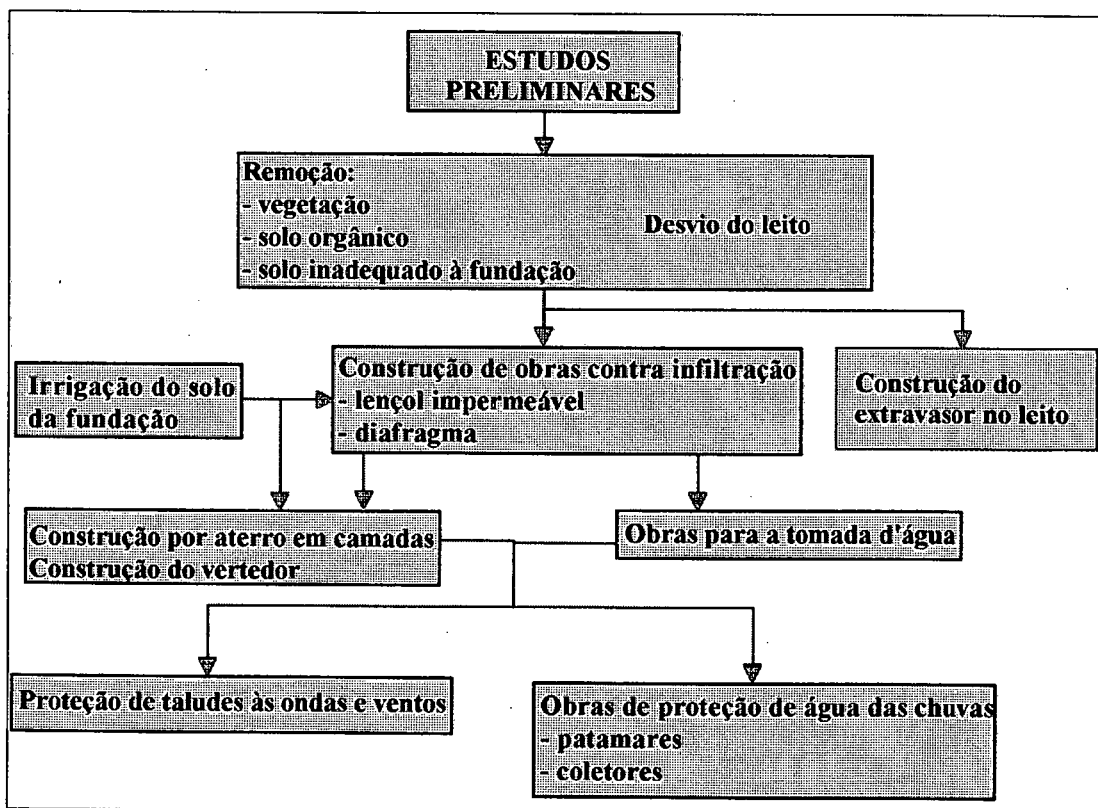 ESTUDOS
PRELIMINARES
Remoção:
- vegetação
- solo orgânico
- solo inadequado à fundação
Desvio do leito
Irrigação do solo
da fundação
Construção de obras contra infiltração
- lençol impermeável
- diafragma
Construção do
extravasor no leito
Construção por aterro em camadas
Construção do vertedor
Obras para a tomada d'água
Proteção de taludes às ondas e ventos
Obras de proteção de água das chuvas
- patamares
- coletores